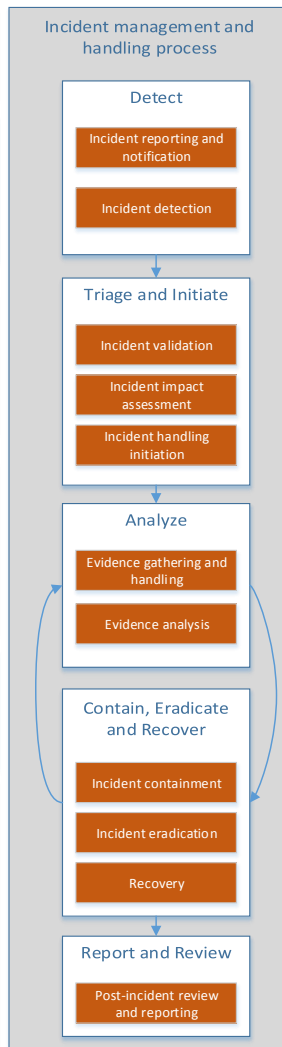 Incident management and
handling process
Detect
Incident reporting and
notification
Incident detection
Triage and Initiate
Incident validation
Incident impact
assessment
Incident handling
initiation
Analyze
Evidence gathering and
handling
Evidence analysis
Contain, Eradicate
and Recover
Incident containment
Incident eradication
Recovery
Report and Review
Post-incident review
and reporting